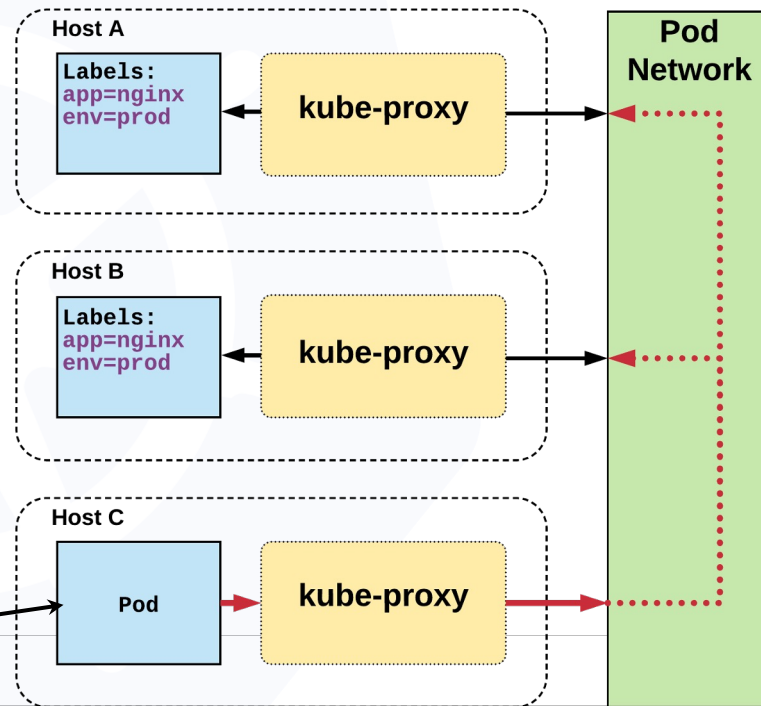 Host A
Labels:
app=nginx
env=prod
kube-proxy
Pod
Network
Host B
Labels:
app=nginx
env=prod
kube-proxy
Host C
Pod
kube-proxy